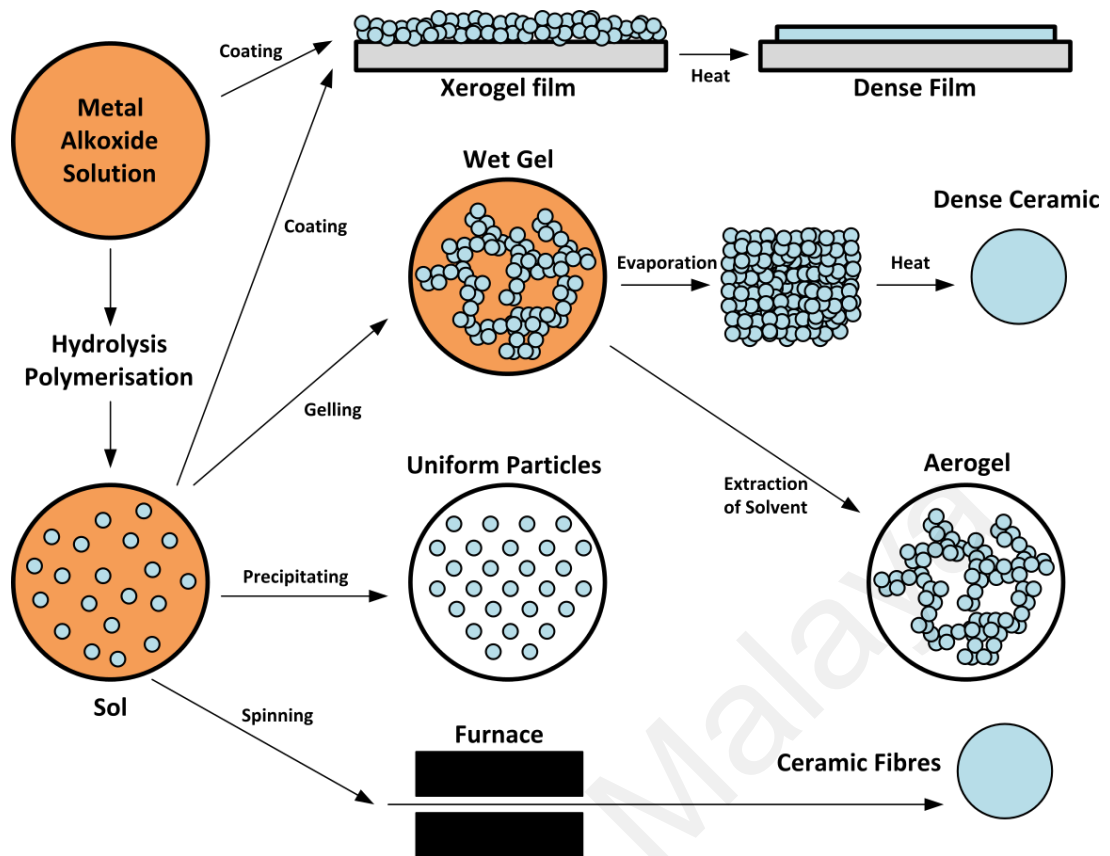 Coating
Xerogel film
Heat
Dense Film
Metal
Alkoxide
Solution
Coating
Wet Gel
Evaporation
Heat
Dense Ceramic
Hydrolysis
Polymerisation
Gelling
Uniform Particles
Extraction
of Solvent
Aerogel
Precipitating
Sol
Spinning
Furnace
Ceramic Fibres
Malaya